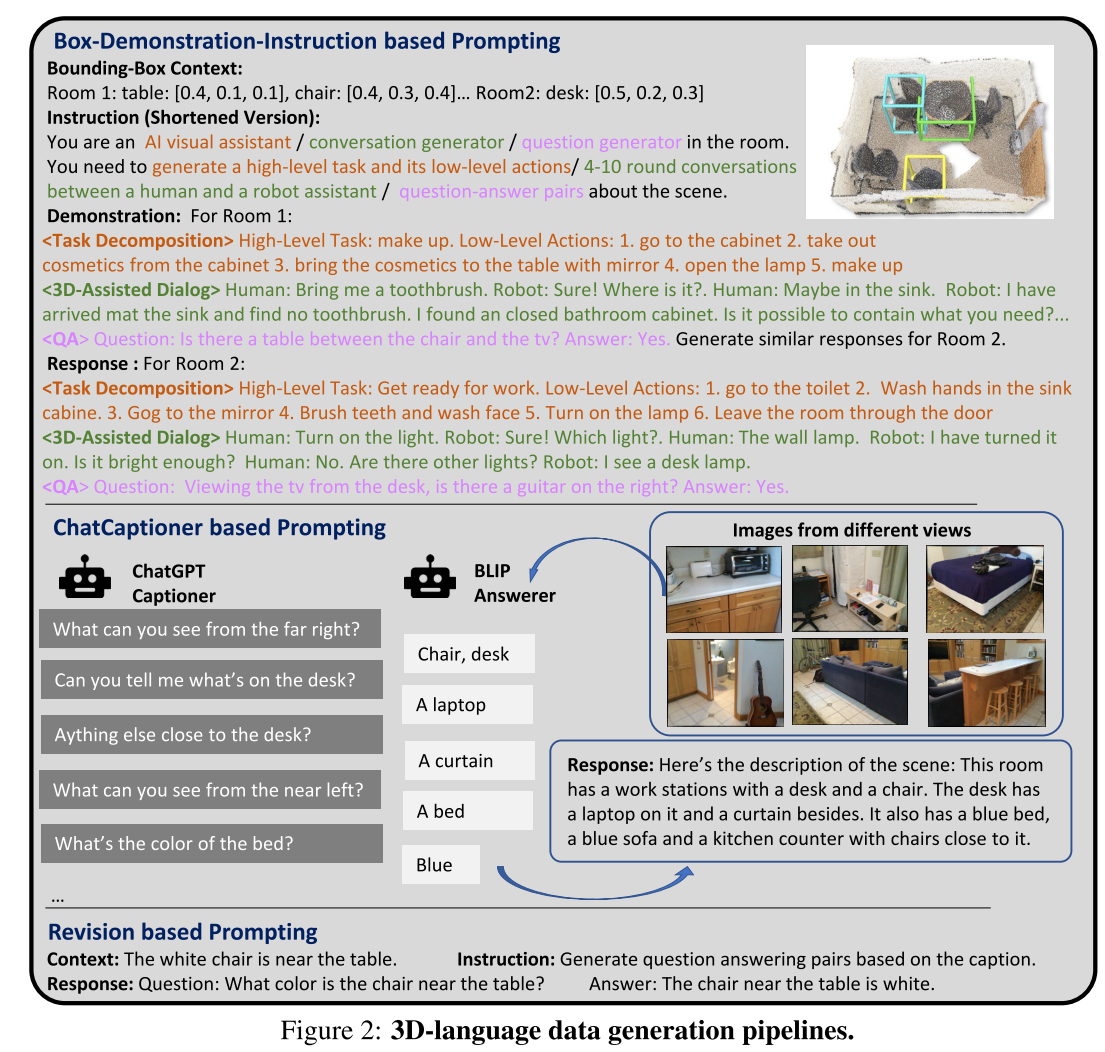 Box-Demonstration-Instruction based Prompting
Bounding-Box Context:
Room 1: table: [0.4, 0.1, 0.1], chair: [0.4, 0.3, 0.4]… Room2: desk: [0.5, 0.2, 0.3]
Instruction (Shortened Version):
You are an AI visual assistant / conversation generator / question generator in the room.
You need to generate a high-level task and its low-level actions/ 4-10 round conversations
between a human and a robot assistant / question-answer pairs about the scene.
Demonstration: For Room 1:
<Task Decomposition> High-Level Task: make up. Low-Level Actions: 1. go to the cabinet 2. take out
cosmetics from the cabinet 3. bring the cosmetics to the table with mirror 4. open the lamp 5. make up
<3D-Assisted Dialog> Human: Bring me a toothbrush. Robot: Sure! Where is it?. Human: Maybe in the sink. Robot: I have
arrived mat the sink and find no toothbrush. I found an closed bathroom cabinet. Is it possible to contain what you need?...
<QA> Question: Is there a table between the chair and the tv? Answer: Yes. Generate similar responses for Room 2.
Response : For Room 2:
<Task Decomposition> High-Level Task: Get ready for work. Low-Level Actions: 1. go to the toilet 2. Wash hands in the sink
cabine. 3. Gog to the mirror 4. Brush teeth and wash face 5. Turn on the lamp 6. Leave the room through the door
<3D-Assisted Dialog> Human: Turn on the light. Robot: Sure! Which light?. Human: The wall lamp. Robot: I have turned it
on. Is it bright enough? Human: No. Are there other lights? Robot: I see a desk lamp.
<QA> Question: Viewing the tv from the desk, is there a guitar on the right? Answer: Yes.
ChatCaptioner based Prompting
ChatGPT
Captioner
BLIP
Answerer
Images from different views
What can you see from the far right?
Chair, desk
Can you tell me what's on the desk?
A laptop
Aything else close to the desk?
A curtain
What can you see from the near left?
A bed
What's the color of the bed?
Blue
…
Response: Here's the description of the scene: This room
has a work stations with a desk and a chair. The desk has
a laptop on it and a curtain besides. It also has a blue bed,
a blue sofa and a kitchen counter with chairs close to it.
Revision based Prompting
Context: The white chair is near the table. Instruction: Generate question answering pairs based on the caption.
Response: Question: What color is the chair near the table? Answer: The chair near the table is white.
Figure 2: 3D-language data generation pipelines.